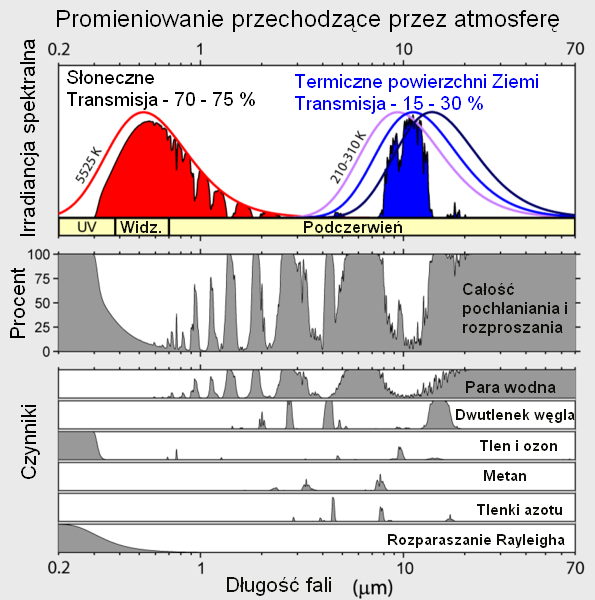 Promieniowanie przechodzące przez atmosferę
0.2 1 10 70
Irradiancja spektralna
Słoneczne
Transmisja - 70 - 75 %
Termiczne powierzchni Ziemi
Transmisja - 15 - 30 %
5525 K
210-310 K
UV Widz. Podczerwień
Procent
100
75
50
25
0
Całość
pochlaniania i
rozproszania
Czynniki
Para wodna
Dwutlenek węgla
Tlen i ozon
Metan
Tlenki azotu
Rozparaszanie Rayleigha
0.2 1 10 70
Długość fali (μm)